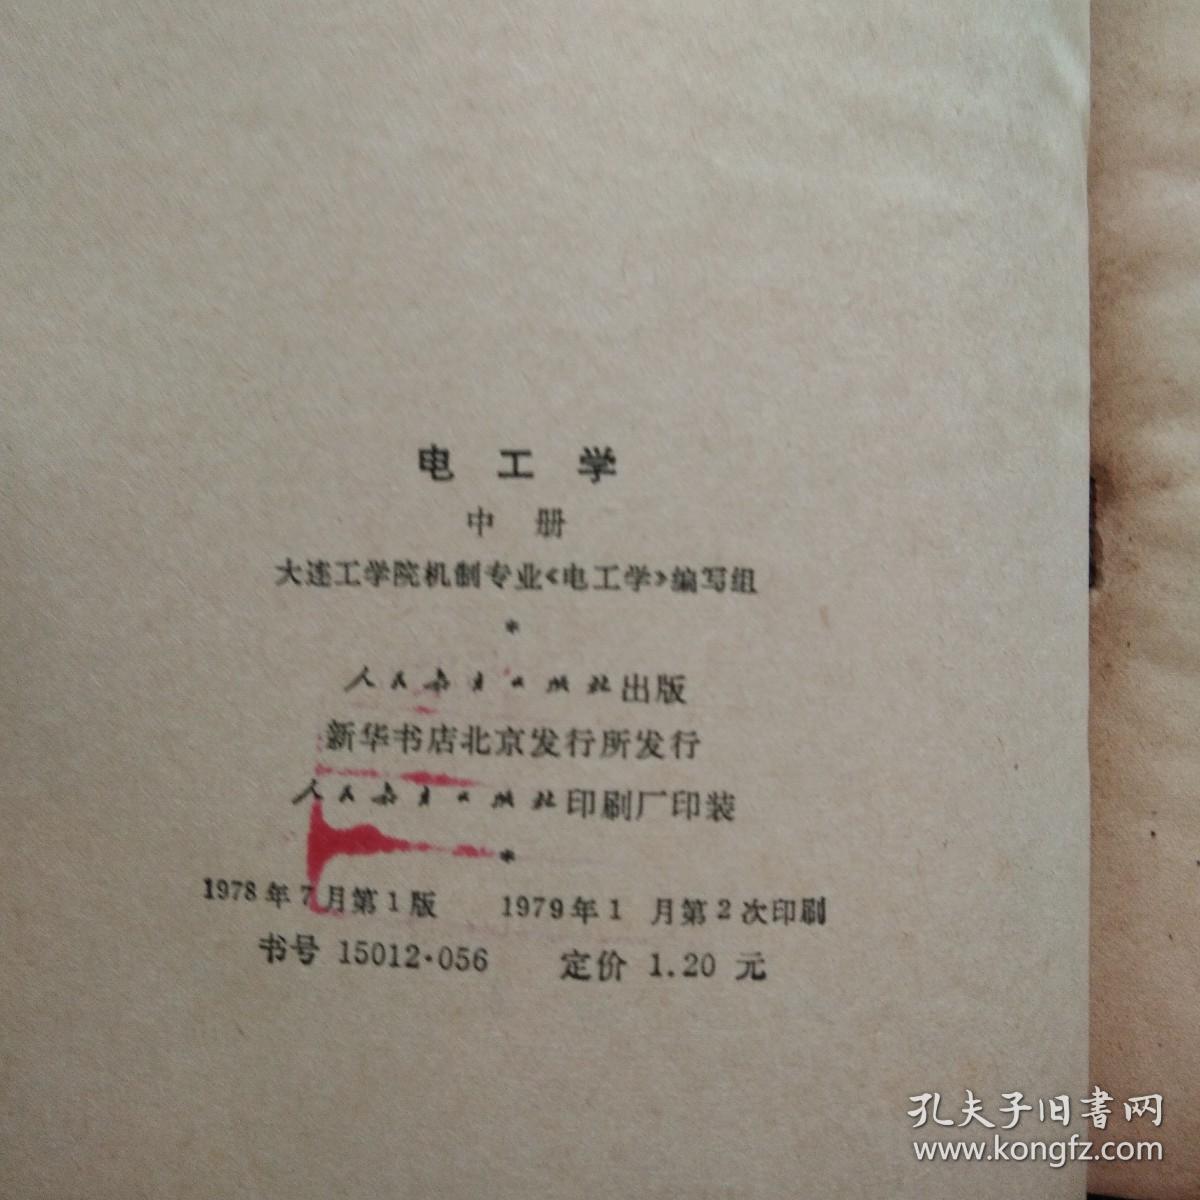 电工学
中册
大连工学院机制专业《电工学》编写组
*
人民教育出版社出版
新华书店北京发行所发行
人民教育出版社印刷厂印装
*
1978年7月第1版 1979年1月第2次印刷
书号 15012·056 定价 1.20 元
孔夫子旧书网
www.kongfz.com